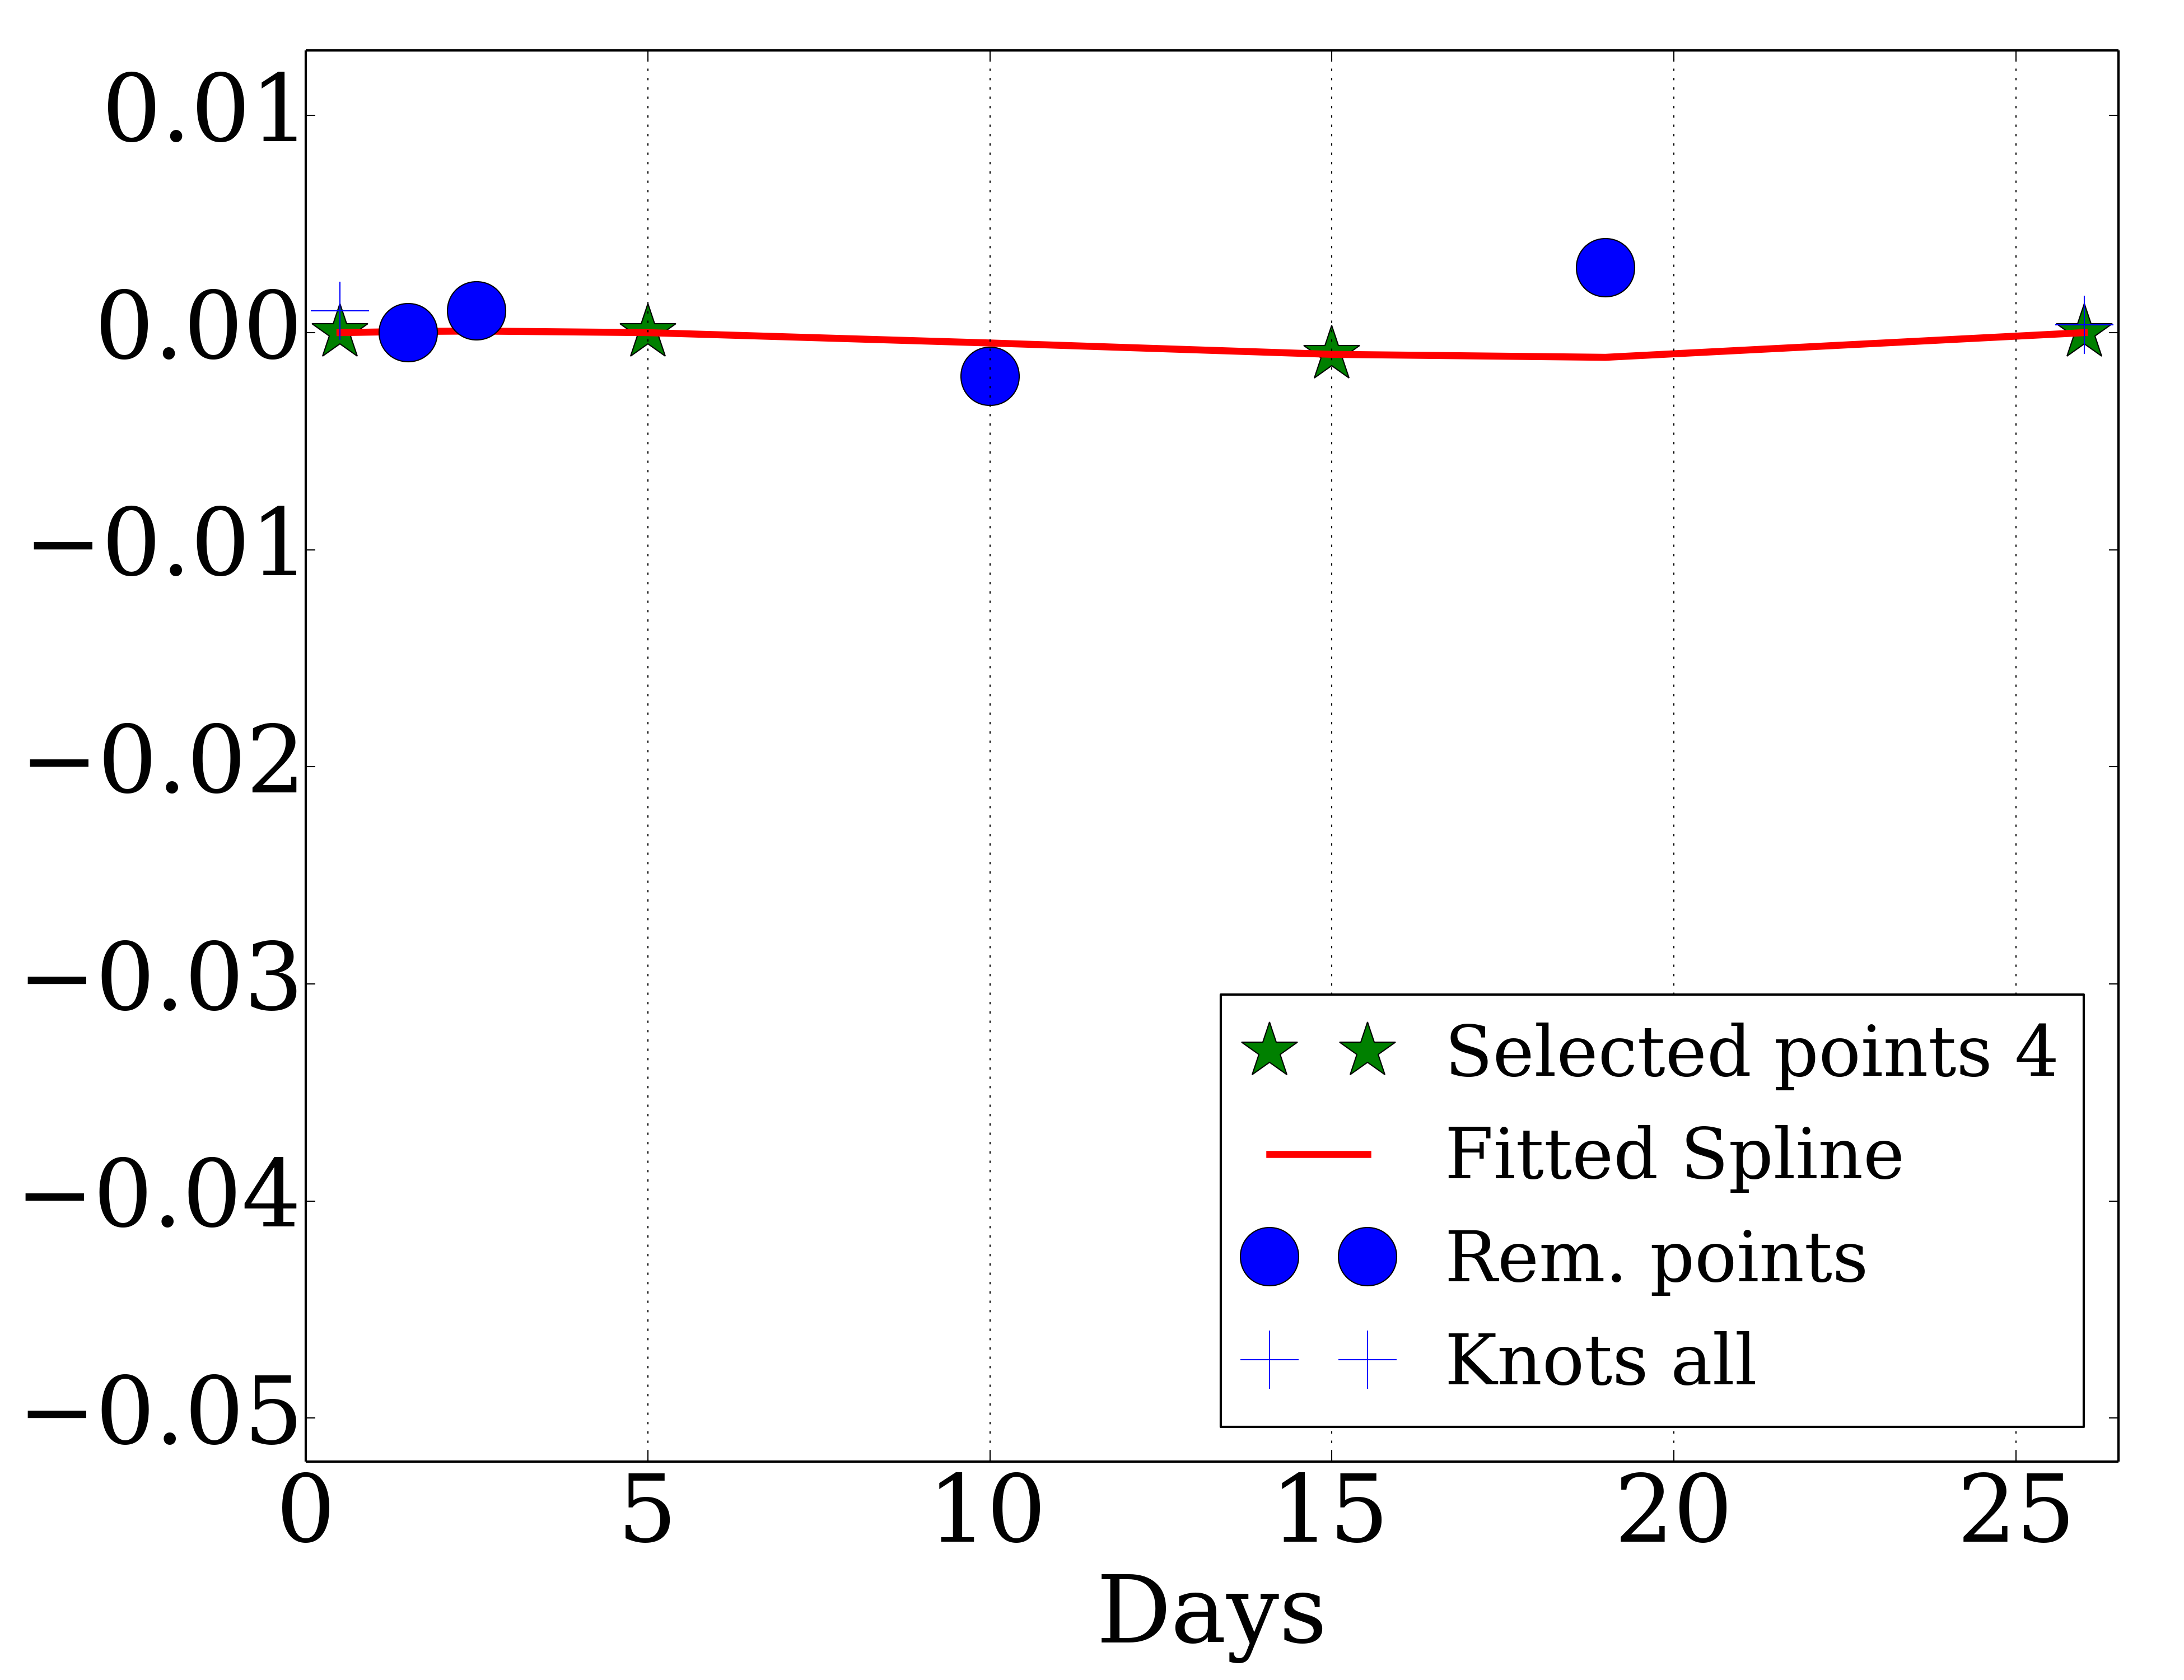 0.01
0.00
−0.01
−0.02
−0.03
−0.04
−0.05
Selected points 4
Fitted Spline
Rem. points
Knots all
0 5 10 15 20 25
Days